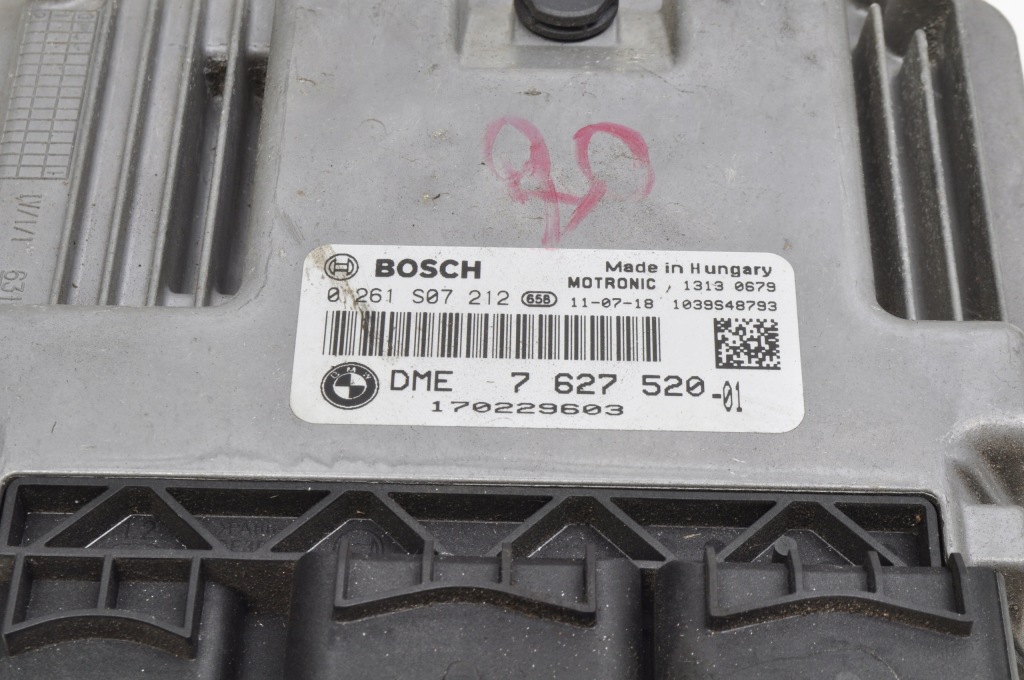 BOSCH Made in Hungary
MOTRONIC , 1313 0679
0 261 S07 212 658 11-07-18 1039S48793
BMW DME 7 627 520-01
170229603